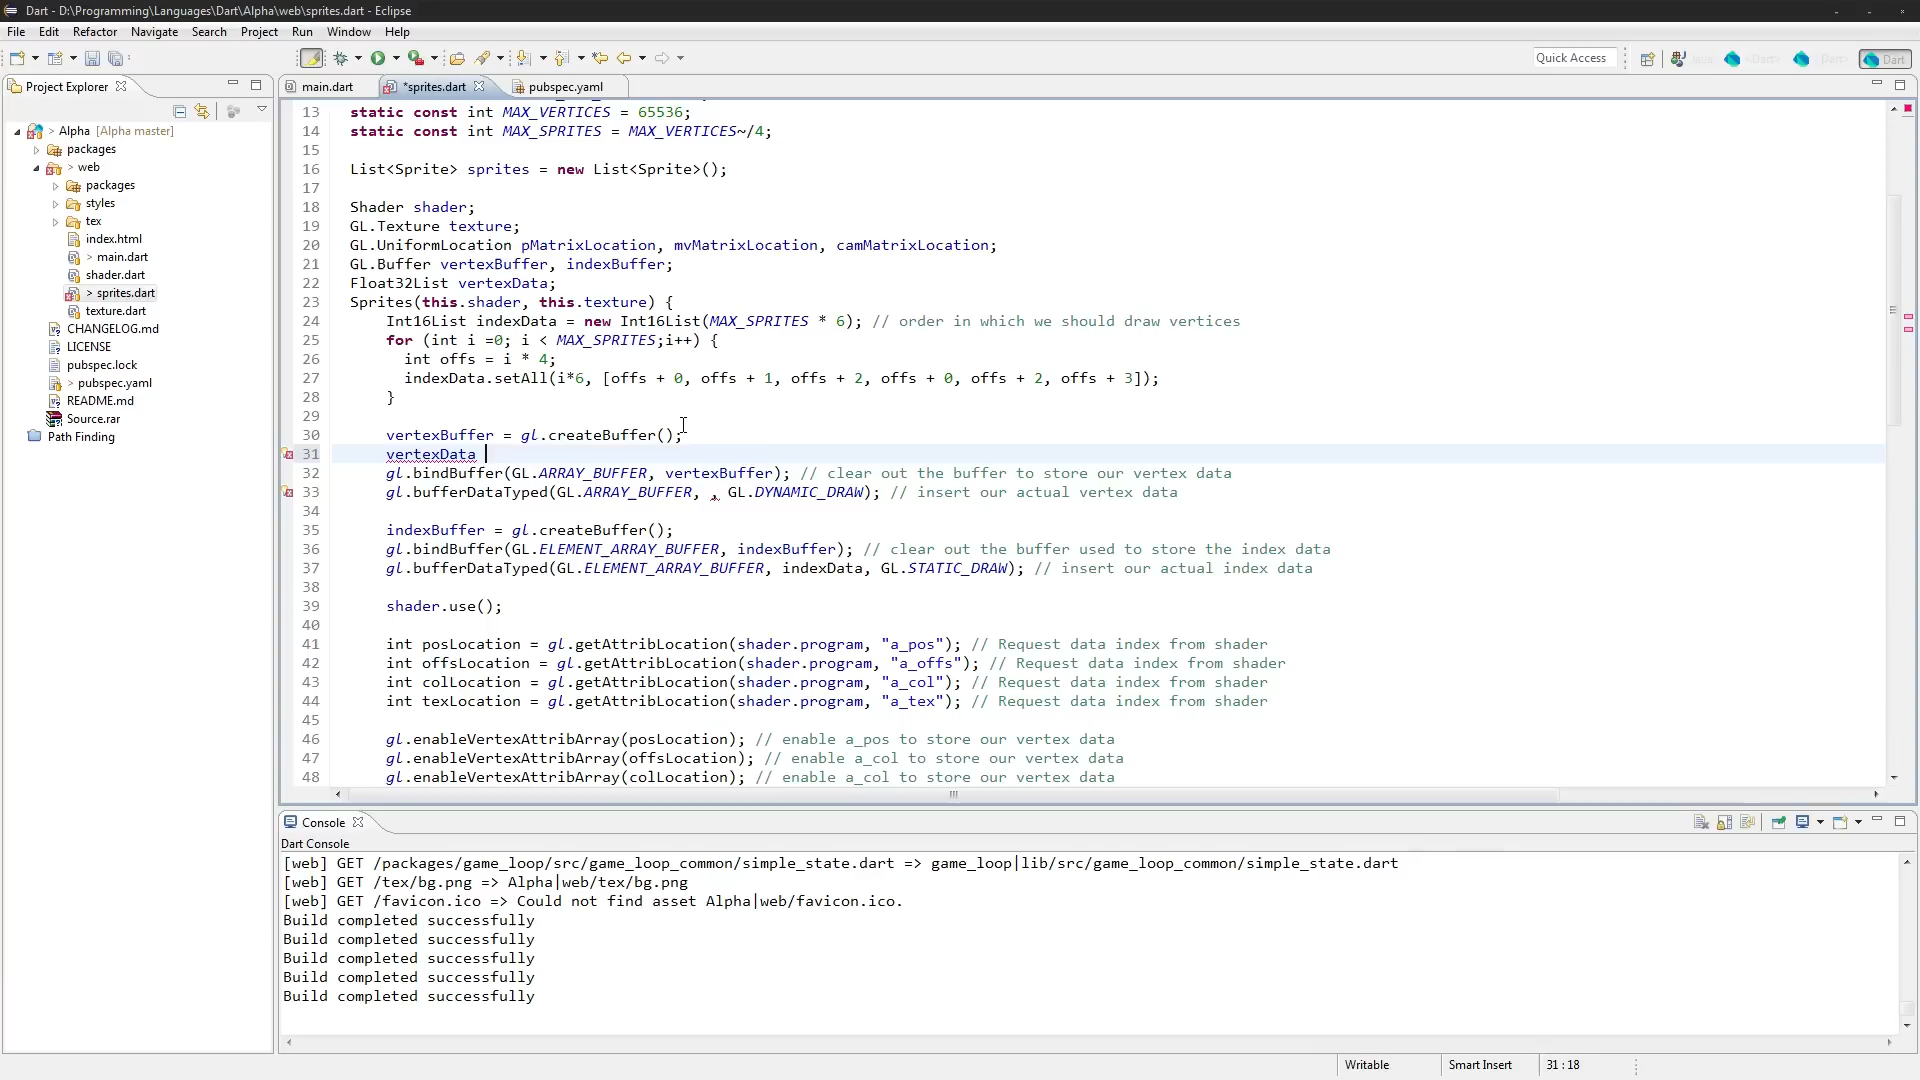 Dart - D:\Programming\Languages\Dart\Alpha\web\sprites.dart - Eclipse
File Edit Refactor Navigate Search Project Run Window Help
Quick Access
Dart
Project Explorer
main.dart
*sprites.dart
pubspec.yaml
> Alpha [Alpha master]
packages
> web
packages
styles
tex
index.html
> main.dart
shader.dart
> sprites.dart
texture.dart
CHANGELOG.md
LICENSE
pubspec.lock
> pubspec.yaml
README.md
Source.rar
Path Finding
13 static const int MAX_VERTICES = 65536;
14 static const int MAX_SPRITES = MAX_VERTICES~/4;
15
16 List<Sprite> sprites = new List<Sprite>();
17
18 Shader shader;
19 GL.Texture texture;
20 GL.UniformLocation pMatrixLocation, mvMatrixLocation, camMatrixLocation;
21 GL.Buffer vertexBuffer, indexBuffer;
22 Float32List vertexData;
23 Sprites(this.shader, this.texture) {
24 Int16List indexData = new Int16List(MAX_SPRITES * 6); // order in which we should draw vertices
25 for (int i =0; i < MAX_SPRITES;i++) {
26 int offs = i * 4;
27 indexData.setAll(i*6, [offs + 0, offs + 1, offs + 2, offs + 0, offs + 2, offs + 3]);
28 }
29
30 vertexBuffer = gl.createBuffer();
31 vertexData
32 gl.bindBuffer(GL.ARRAY_BUFFER, vertexBuffer); // clear out the buffer to store our vertex data
33 gl.bufferDataTyped(GL.ARRAY_BUFFER, , GL.DYNAMIC_DRAW); // insert our actual vertex data
34
35 indexBuffer = gl.createBuffer();
36 gl.bindBuffer(GL.ELEMENT_ARRAY_BUFFER, indexBuffer); // clear out the buffer used to store the index data
37 gl.bufferDataTyped(GL.ELEMENT_ARRAY_BUFFER, indexData, GL.STATIC_DRAW); // insert our actual index data
38
39 shader.use();
40
41 int posLocation = gl.getAttribLocation(shader.program, "a_pos"); // Request data index from shader
42 int offsLocation = gl.getAttribLocation(shader.program, "a_offs"); // Request data index from shader
43 int colLocation = gl.getAttribLocation(shader.program, "a_col"); // Request data index from shader
44 int texLocation = gl.getAttribLocation(shader.program, "a_tex"); // Request data index from shader
45
46 gl.enableVertexAttribArray(posLocation); // enable a_pos to store our vertex data
47 gl.enableVertexAttribArray(offsLocation); // enable a_col to store our vertex data
48 gl.enableVertexAttribArray(colLocation); // enable a_col to store our vertex data
Console
Dart Console
[web] GET /packages/game_loop/src/game_loop_common/simple_state.dart => game_loop|lib/src/game_loop_common/simple_state.dart
[web] GET /tex/bg.png => Alpha|web/tex/bg.png
[web] GET /favicon.ico => Could not find asset Alpha|web/favicon.ico.
Build completed successfully
Build completed successfully
Build completed successfully
Build completed successfully
Build completed successfully
Writable
Smart Insert
31 : 18